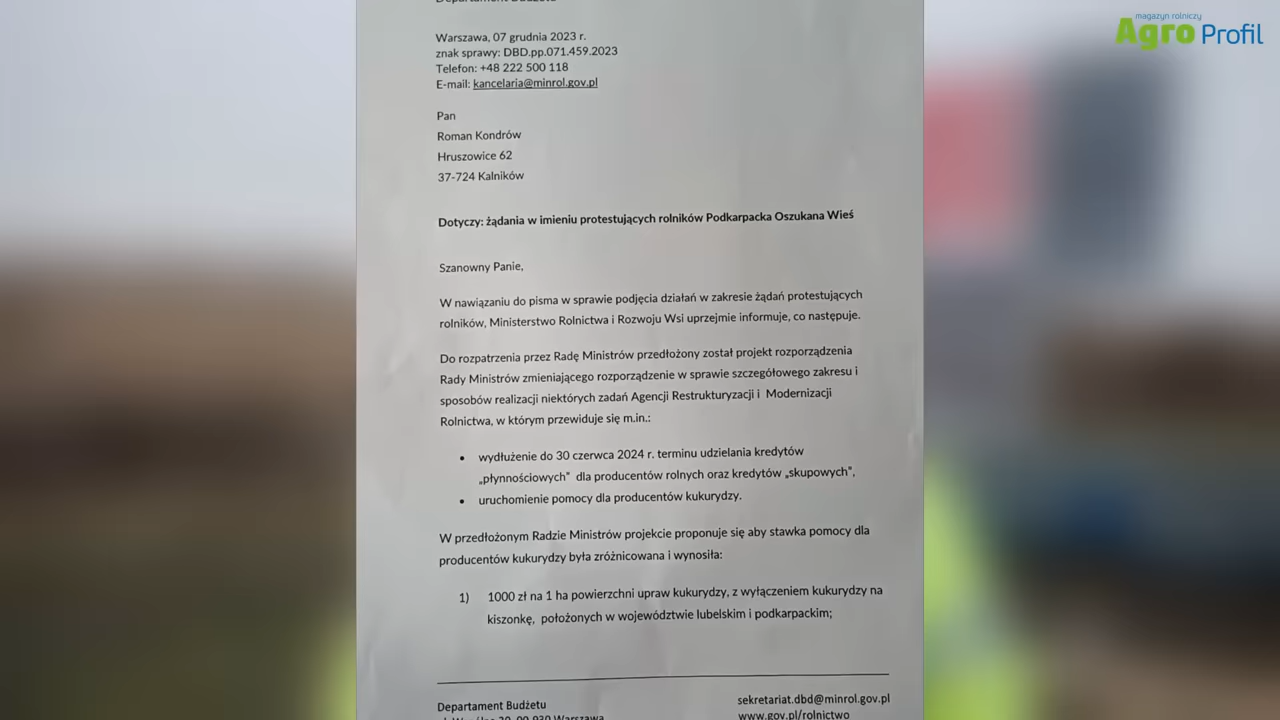 magazyn rolniczy
Agro Profil
Departament Budżetu
Warszawa, 07 grudnia 2023 r.
znak sprawy: DBD.pp.071.459.2023
Telefon: +48 222 500 118
E-mail: kancelaria@minrol.gov.pl
Pan
Roman Kondrów
Hruszowice 62
37-724 Kalników
Dotyczy: żądania w imieniu protestujących rolników Podkarpacka Oszukana Wieś
Szanowny Panie,
W nawiązaniu do pisma w sprawie podjęcia działań w zakresie żądań protestujących
rolników, Ministerstwo Rolnictwa i Rozwoju Wsi uprzejmie informuje, co następuje.
Do rozpatrzenia przez Radę Ministrów przedłożony został projekt rozporządzenia
Rady Ministrów zmieniającego rozporządzenie w sprawie szczegółowego zakresu i
sposobów realizacji niektórych zadań Agencji Restrukturyzacji i Modernizacji
Rolnictwa, w którym przewiduje się m.in.:
• wydłużenie do 30 czerwca 2024 r. terminu udzielania kredytów
„płynnościowych” dla producentów rolnych oraz kredytów „skupowych”,
• uruchomienie pomocy dla producentów kukurydzy.
W przedłożonym Radzie Ministrów projekcie proponuje się aby stawka pomocy dla
producentów kukurydzy była zróżnicowana i wynosiła:
1) 1000 zł na 1 ha powierzchni upraw kukurydzy, z wyłączeniem kukurydzy na
kiszonkę, położonych w województwie lubelskim i podkarpackim;
Departament Budżetu
30, 00-930 Warszawa
sekretariat.dbd@minrol.gov.pl
www.gov.pl/rolnictwo